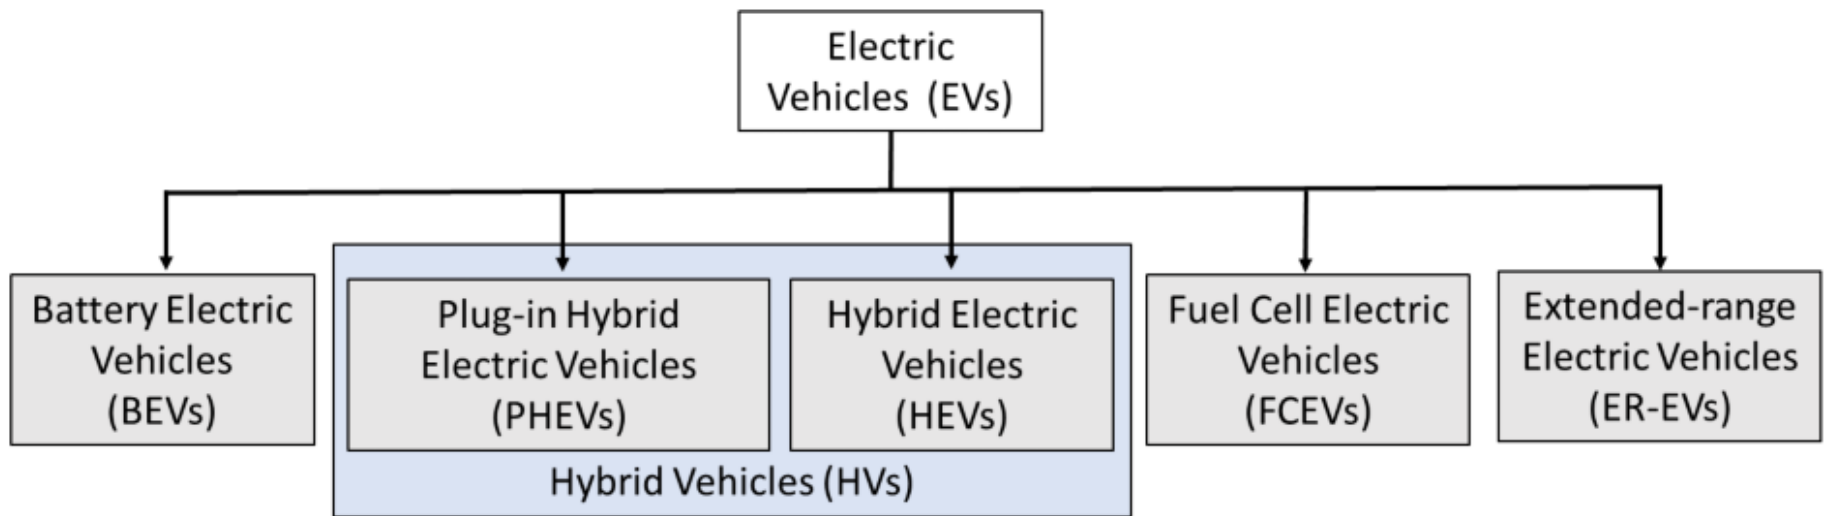 Electric
Vehicles (EVs)
Battery Electric
Vehicles
(BEVs)
Plug-in Hybrid
Electric Vehicles
(PHEVs)
Hybrid Electric
Vehicles
(HEVs)
Hybrid Vehicles (HVs)
Fuel Cell Electric
Vehicles
(FCEVs)
Extended-range
Electric Vehicles
(ER-EVs)